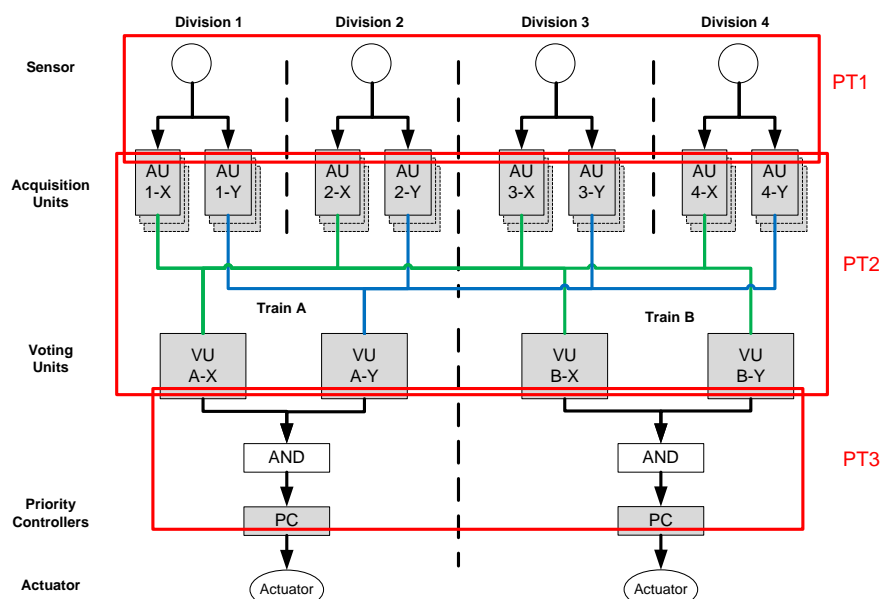 Division 1
Division 2
Division 3
Division 4
Sensor
PT1
Acquisition
Units
AU
1-X
AU
1-Y
AU
2-X
AU
2-Y
AU
3-X
AU
3-Y
AU
4-X
AU
4-Y
PT2
Train A
Train B
Voting
Units
VU
A-X
VU
A-Y
VU
B-X
VU
B-Y
AND
AND
PT3
Priority
Controllers
PC
PC
Actuator
Actuator
Actuator